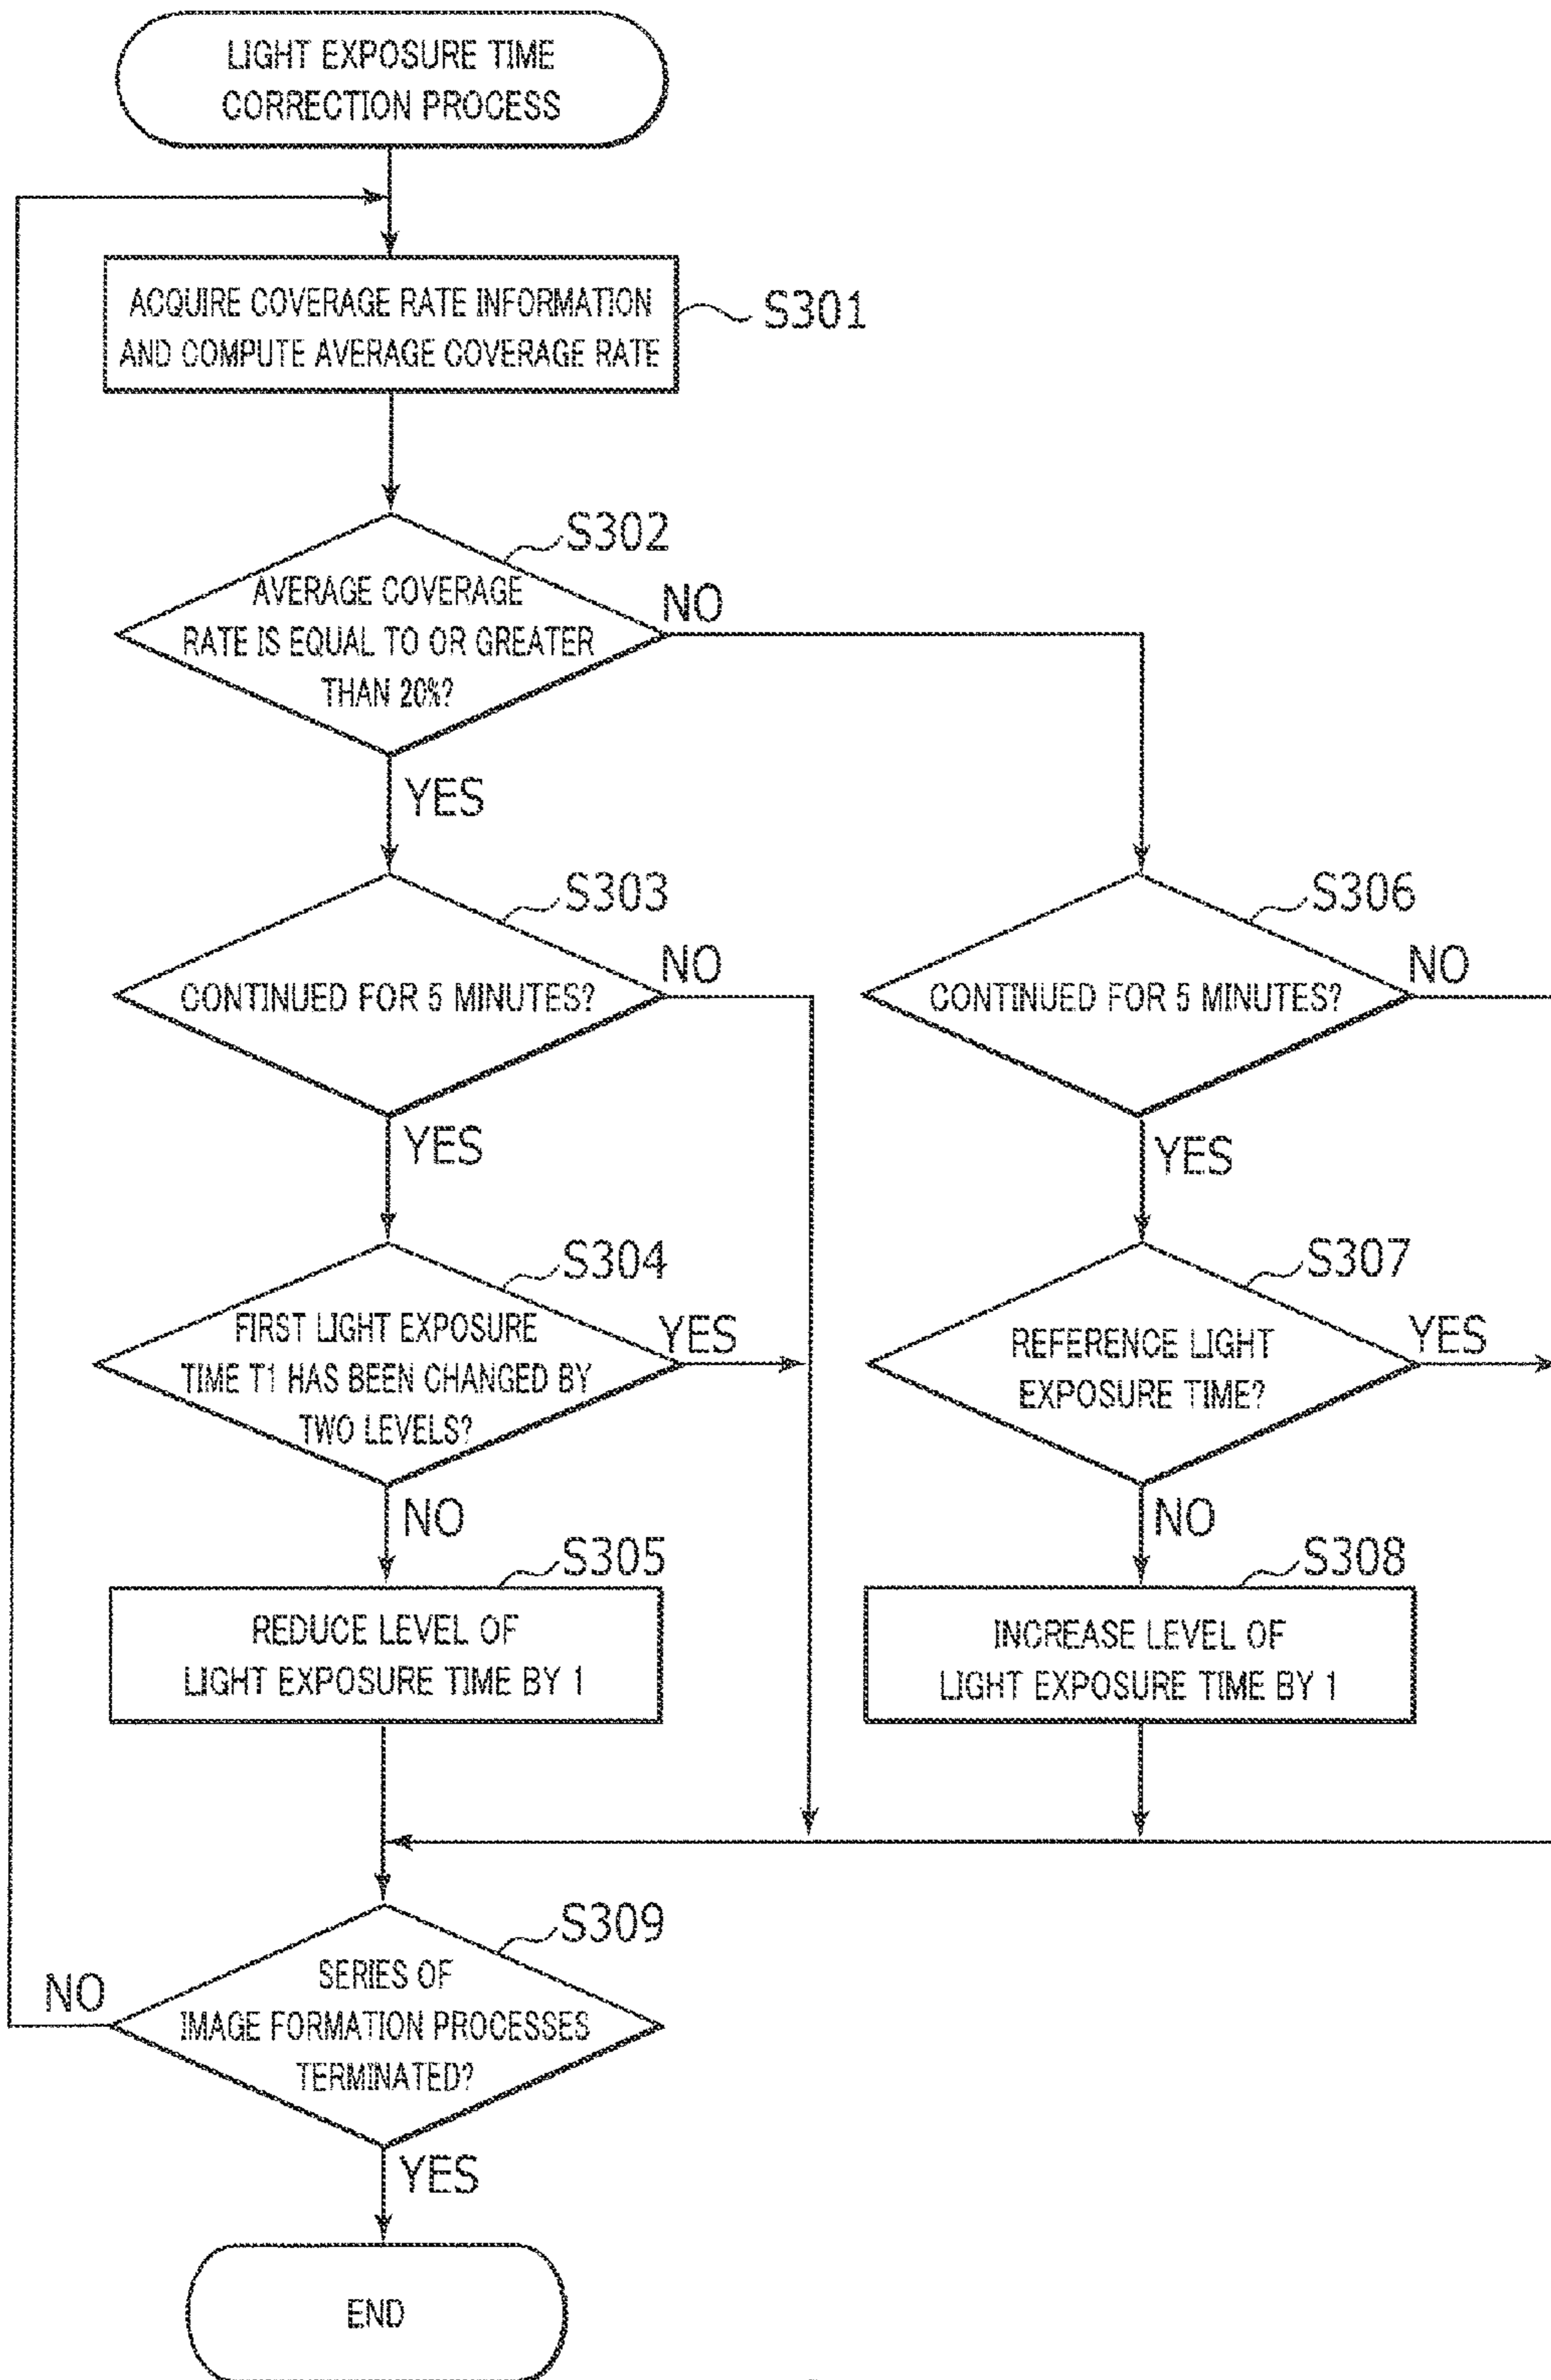 LIGHT EXPOSURE TIME
CORRECTION PROCESS
ACQUIRE COVERAGE RATE INFORMATION
AND COMPUTE AVERAGE COVERAGE RATE
S301
S302
AVERAGE COVERAGE
RATE IS EQUAL TO OR GREATER
THAN 20%?
NO
YES
S303
CONTINUED FOR 5 MINUTES?
NO
YES
S306
CONTINUED FOR 5 MINUTES?
NO
YES
S304
FIRST LIGHT EXPOSURE
TIME T1 HAS BEEN CHANGED BY
TWO LEVELS?
YES
NO
S307
REFERENCE LIGHT
EXPOSURE TIME?
YES
NO
S305
REDUCE LEVEL OF
LIGHT EXPOSURE TIME BY 1
S308
INCREASE LEVEL OF
LIGHT EXPOSURE TIME BY 1
S309
SERIES OF
IMAGE FORMATION PROCESSES
TERMINATED?
NO
YES
END